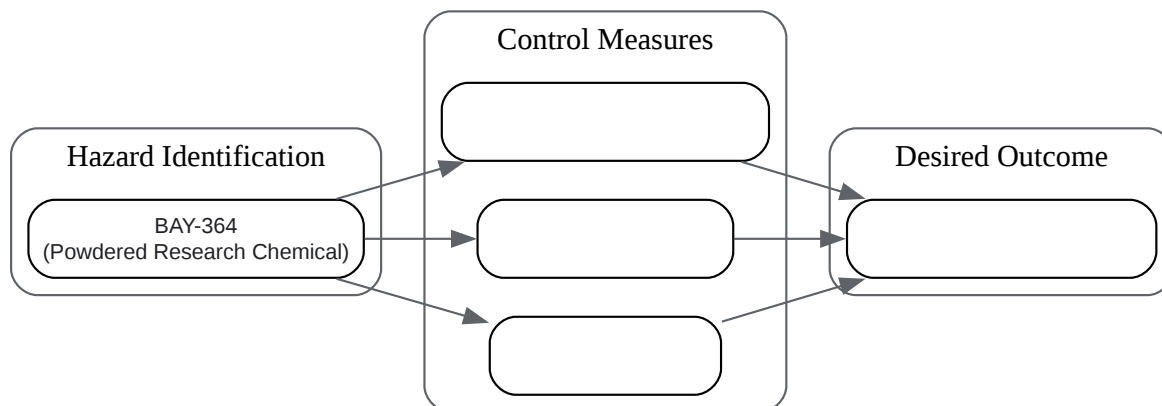 Control Measures
Hazard Identification
Desired Outcome
BAY-364
(Powdered Research Chemical)